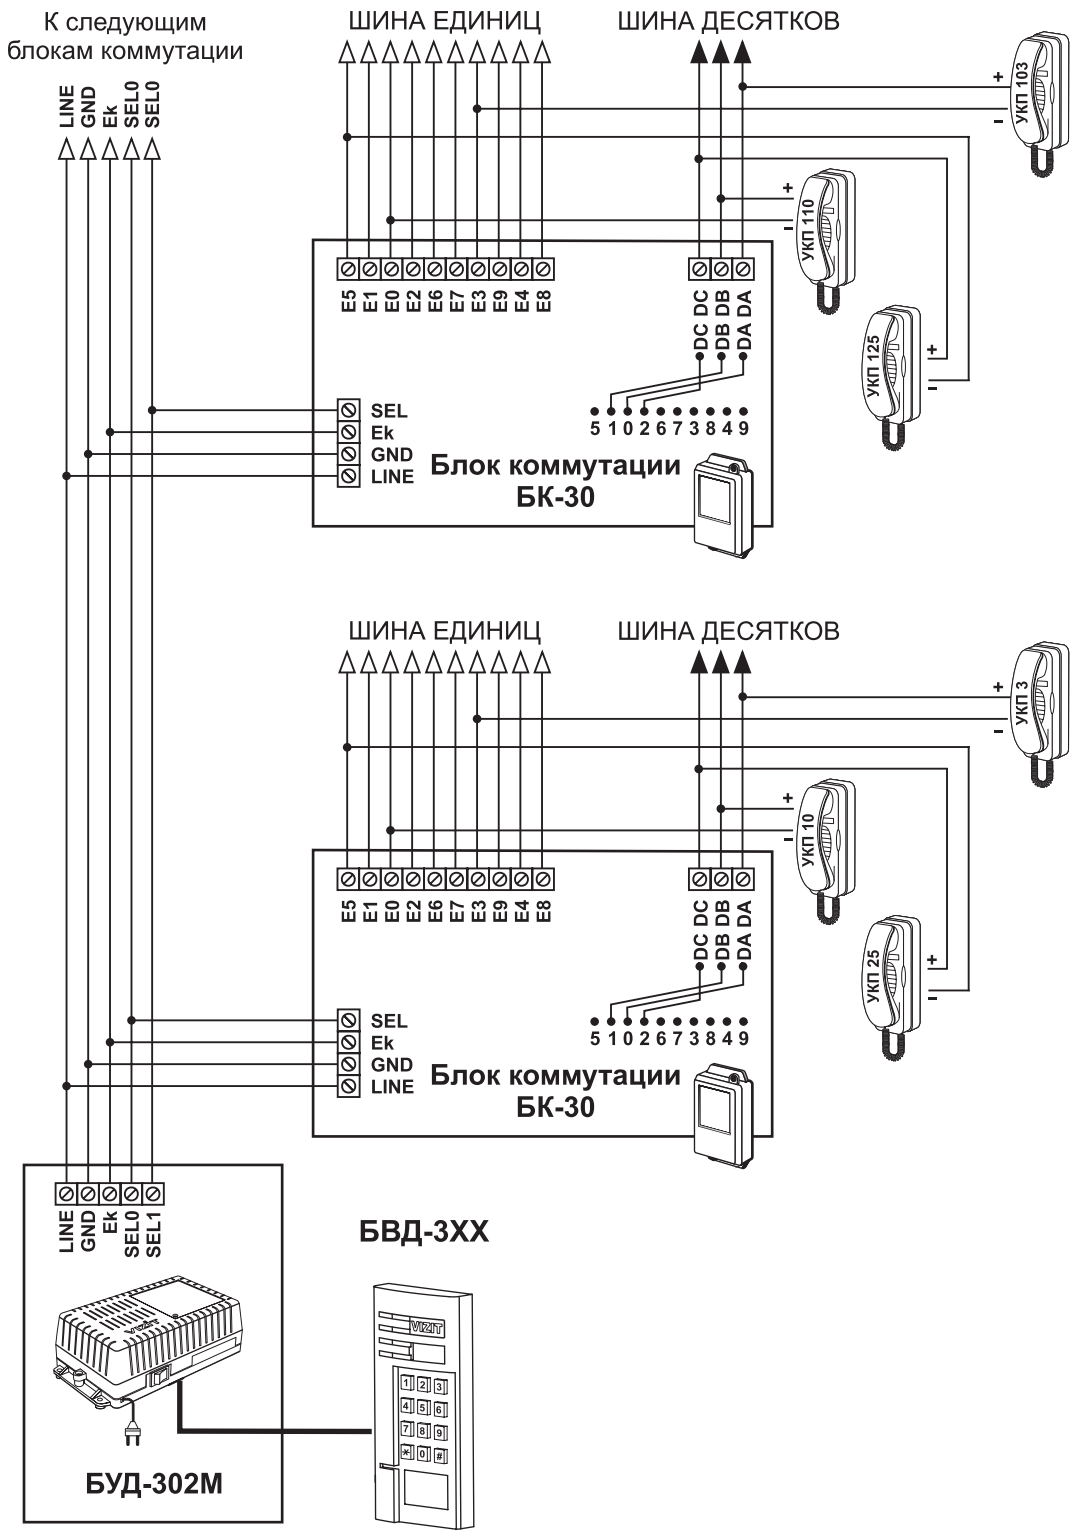 К следующим
блокам коммутации
LINE
GND
Ek
SEL0
SEL0
ШИНА ЕДИНИЦ
ШИНА ДЕСЯТКОВ
+
−
УКП 103
+
−
УКП 110
УКП 125
+
−
E5 E1 E0 E2 E6 E7 E3 E9 E4 E8
DC DB DA
DC DB DA
5 1 0 2 6 7 3 8 4 9
SEL
Ek
GND
LINE
Блок коммутации
БК-30
ШИНА ЕДИНИЦ
ШИНА ДЕСЯТКОВ
+
−
УКП 3
+
−
УКП 10
УКП 25
+
−
E5 E1 E0 E2 E6 E7 E3 E9 E4 E8
DC DB DA
DC DB DA
5 1 0 2 6 7 3 8 4 9
SEL
Ek
GND
LINE
Блок коммутации
БК-30
LINE
GND
Ek
SEL0
SEL1
VIZIT
БУД-302М
БВД-3ХХ
VIZIT
1 2 3
4 5 6
7 8 9
* 0 #